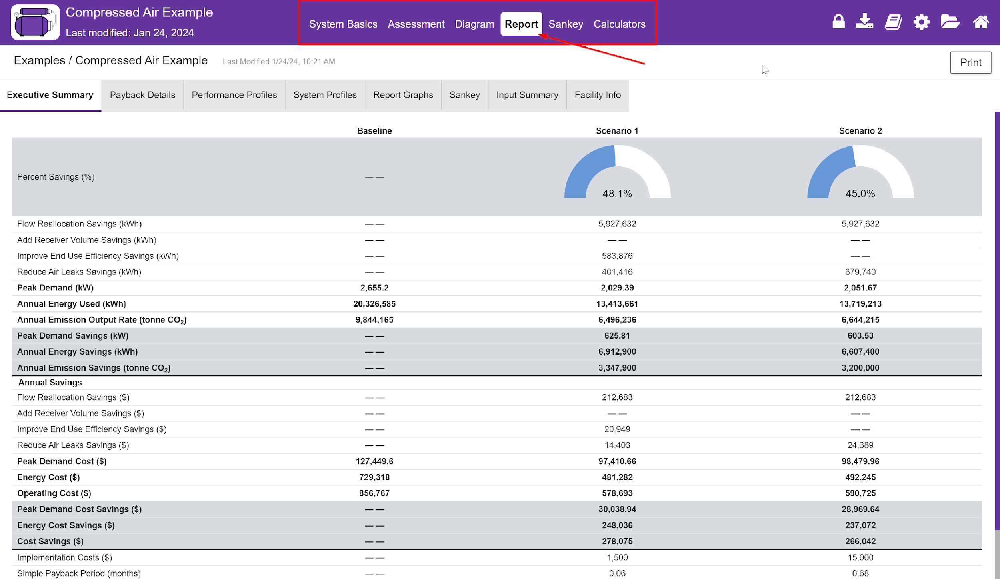 Compressed Air Example
Last modified: Jan 24, 2024
System Basics Assessment Diagram Report Sankey Calculators
Examples / Compressed Air Example Last Modified 1/24/24, 10:21 AM Print
Executive Summary Payback Details Performance Profiles System Profiles Report Graphs Sankey Input Summary Facility Info
Baseline Scenario 1 Scenario 2
Percent Savings (%) — — 48.1% 45.0%
Flow Reallocation Savings (kWh) — — 5,927,632 5,927,632
Add Receiver Volume Savings (kWh) — — — — — —
Improve End Use Efficiency Savings (kWh) — — 583,876 — —
Reduce Air Leaks Savings (kWh) — — 401,416 679,740
Peak Demand (kW) 2,655.2 2,029.39 2,051.67
Annual Energy Used (kWh) 20,326,585 13,413,661 13,719,213
Annual Emission Output Rate (tonne CO₂) 9,844,165 6,496,236 6,644,215
Peak Demand Savings (kW) — — 625.81 603.53
Annual Energy Savings (kWh) — — 6,912,900 6,607,400
Annual Emission Savings (tonne CO₂) — — 3,347,900 3,200,000
Annual Savings
Flow Reallocation Savings ($) — — 212,683 212,683
Add Receiver Volume Savings ($) — — — — — —
Improve End Use Efficiency Savings ($) — — 20,949 — —
Reduce Air Leaks Savings ($) — — 14,403 24,389
Peak Demand Cost ($) 127,449.6 97,410.66 98,479.96
Energy Cost ($) 729,318 481,282 492,245
Operating Cost ($) 856,767 578,693 590,725
Peak Demand Cost Savings ($) — — 30,038.94 28,969.64
Energy Cost Savings ($) — — 248,036 237,072
Cost Savings ($) — — 278,075 266,042
Implementation Costs ($) — — 1,500 15,000
Simple Payback Period (months) — — 0.06 0.68